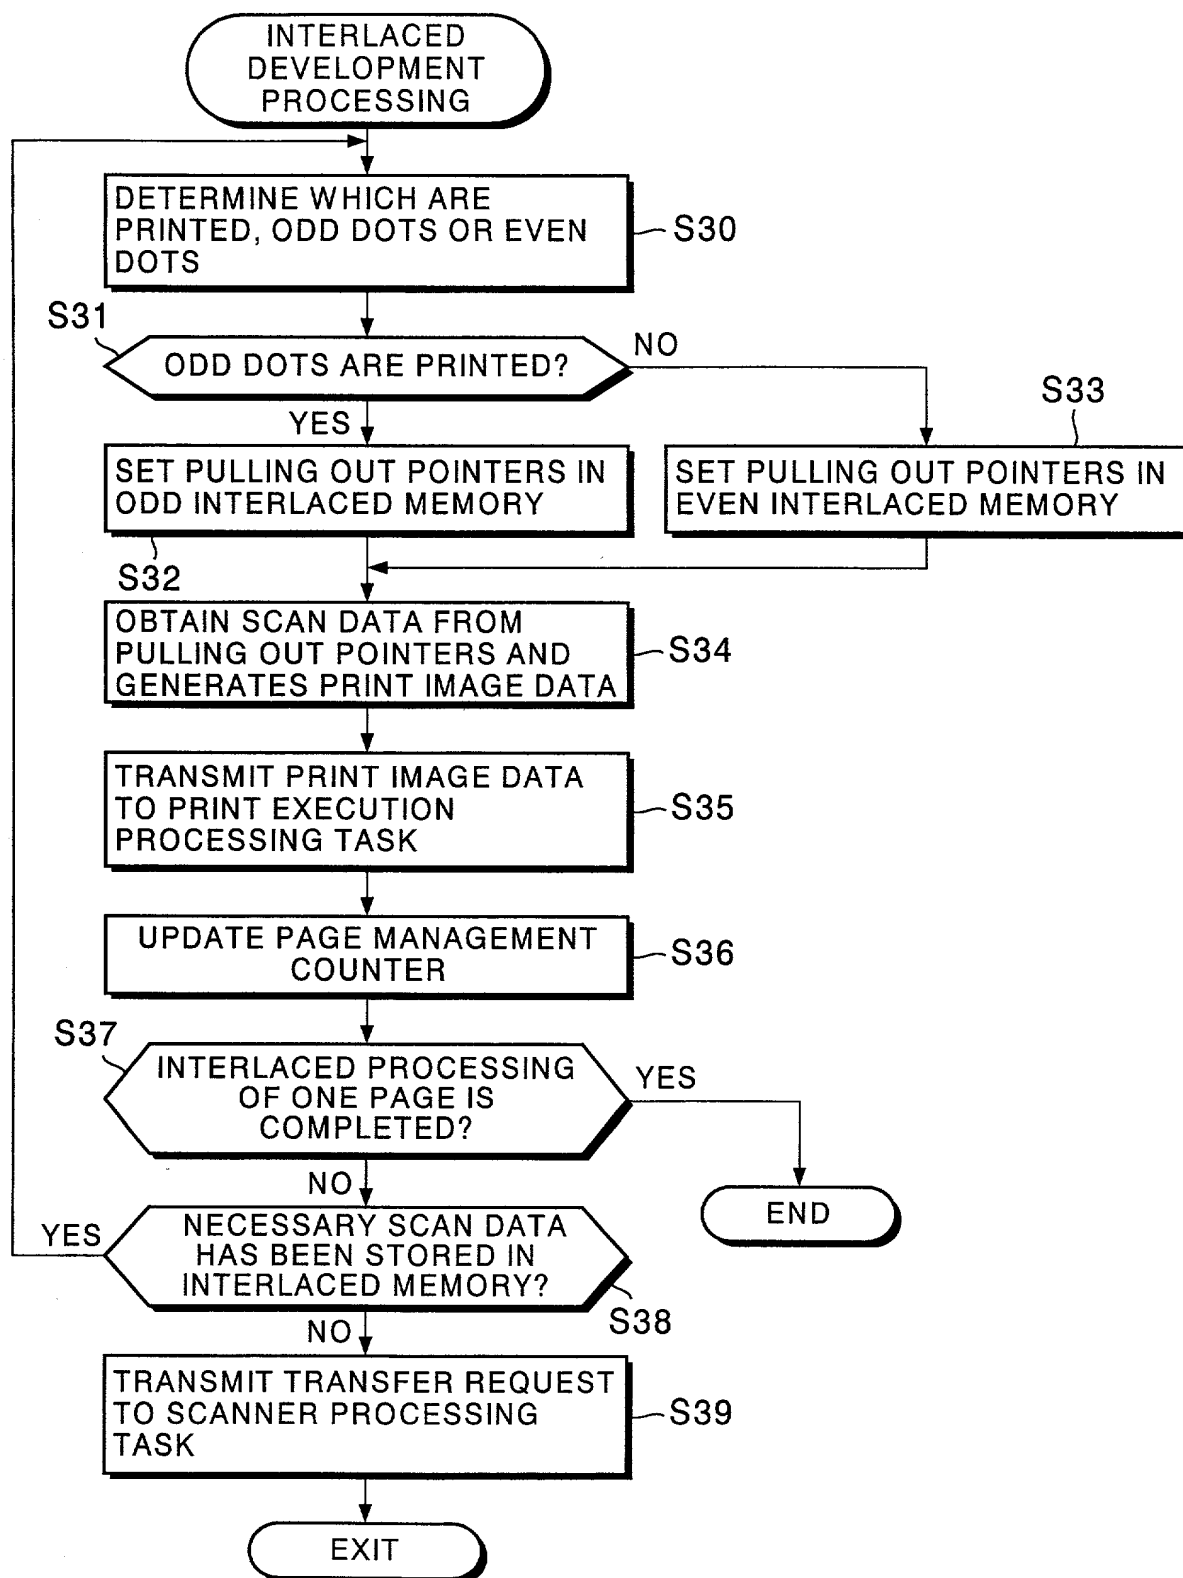 INTERLACED
DEVELOPMENT
PROCESSING
DETERMINE WHICH ARE
PRINTED, ODD DOTS OR EVEN
DOTS
S30
S31
ODD DOTS ARE PRINTED?
NO
YES
S33
SET PULLING OUT POINTERS IN
ODD INTERLACED MEMORY
S32
SET PULLING OUT POINTERS IN
EVEN INTERLACED MEMORY
OBTAIN SCAN DATA FROM
PULLING OUT POINTERS AND
GENERATES PRINT IMAGE DATA
S34
TRANSMIT PRINT IMAGE DATA
TO PRINT EXECUTION
PROCESSING TASK
S35
UPDATE PAGE MANAGEMENT
COUNTER
S36
S37
INTERLACED PROCESSING
OF ONE PAGE IS
COMPLETED?
YES
END
NO
YES
NECESSARY SCAN DATA
HAS BEEN STORED IN
INTERLACED MEMORY?
S38
NO
TRANSMIT TRANSFER REQUEST
TO SCANNER PROCESSING
TASK
S39
EXIT